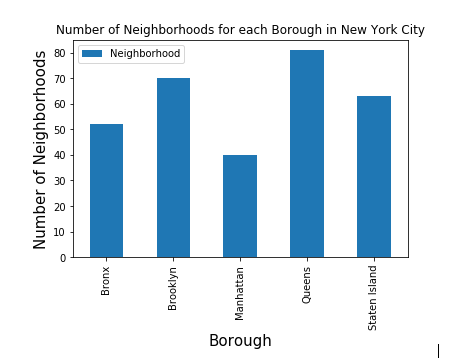 Number of Neighborhoods for each Borough in New York City
Neighborhood
Number of Neighborhoods
80
70
60
50
40
30
20
10
0
Bronx
Brooklyn
Manhattan
Queens
Staten Island
Borough